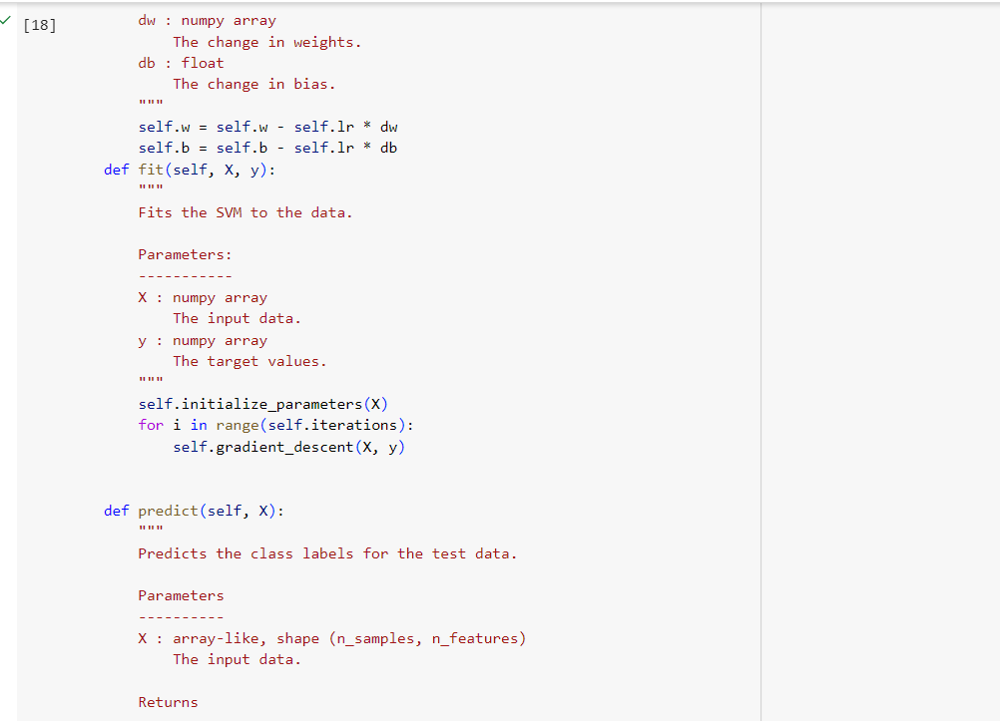 [18]
dw : numpy array
The change in weights.
db : float
The change in bias.
"""
self.w = self.w - self.lr * dw
self.b = self.b - self.lr * db
def fit(self, X, y):
"""
Fits the SVM to the data.
Parameters:
-----------
X : numpy array
The input data.
y : numpy array
The target values.
"""
self.initialize_parameters(X)
for i in range(self.iterations):
self.gradient_descent(X, y)
def predict(self, X):
"""
Predicts the class labels for the test data.
Parameters
----------
X : array-like, shape (n_samples, n_features)
The input data.
Returns